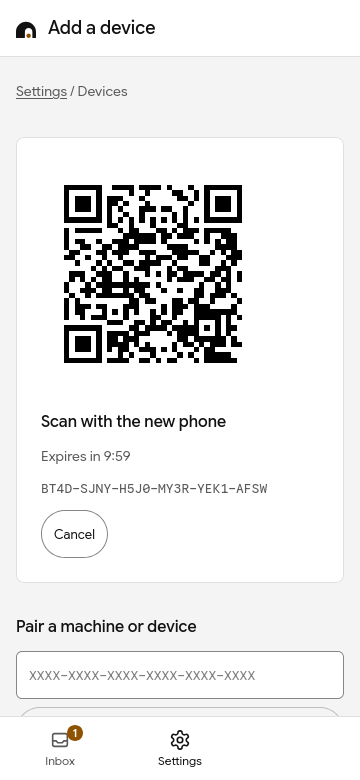 Add a device
Settings / Devices
Scan with the new phone
Expires in 9:59
BT4D-SJNY-H5J0-MY3R-YEK1-AFSW
Cancel
Pair a machine or device
XXXX-XXXX-XXXX-XXXX-XXXX-XXXX
1
Inbox
Settings